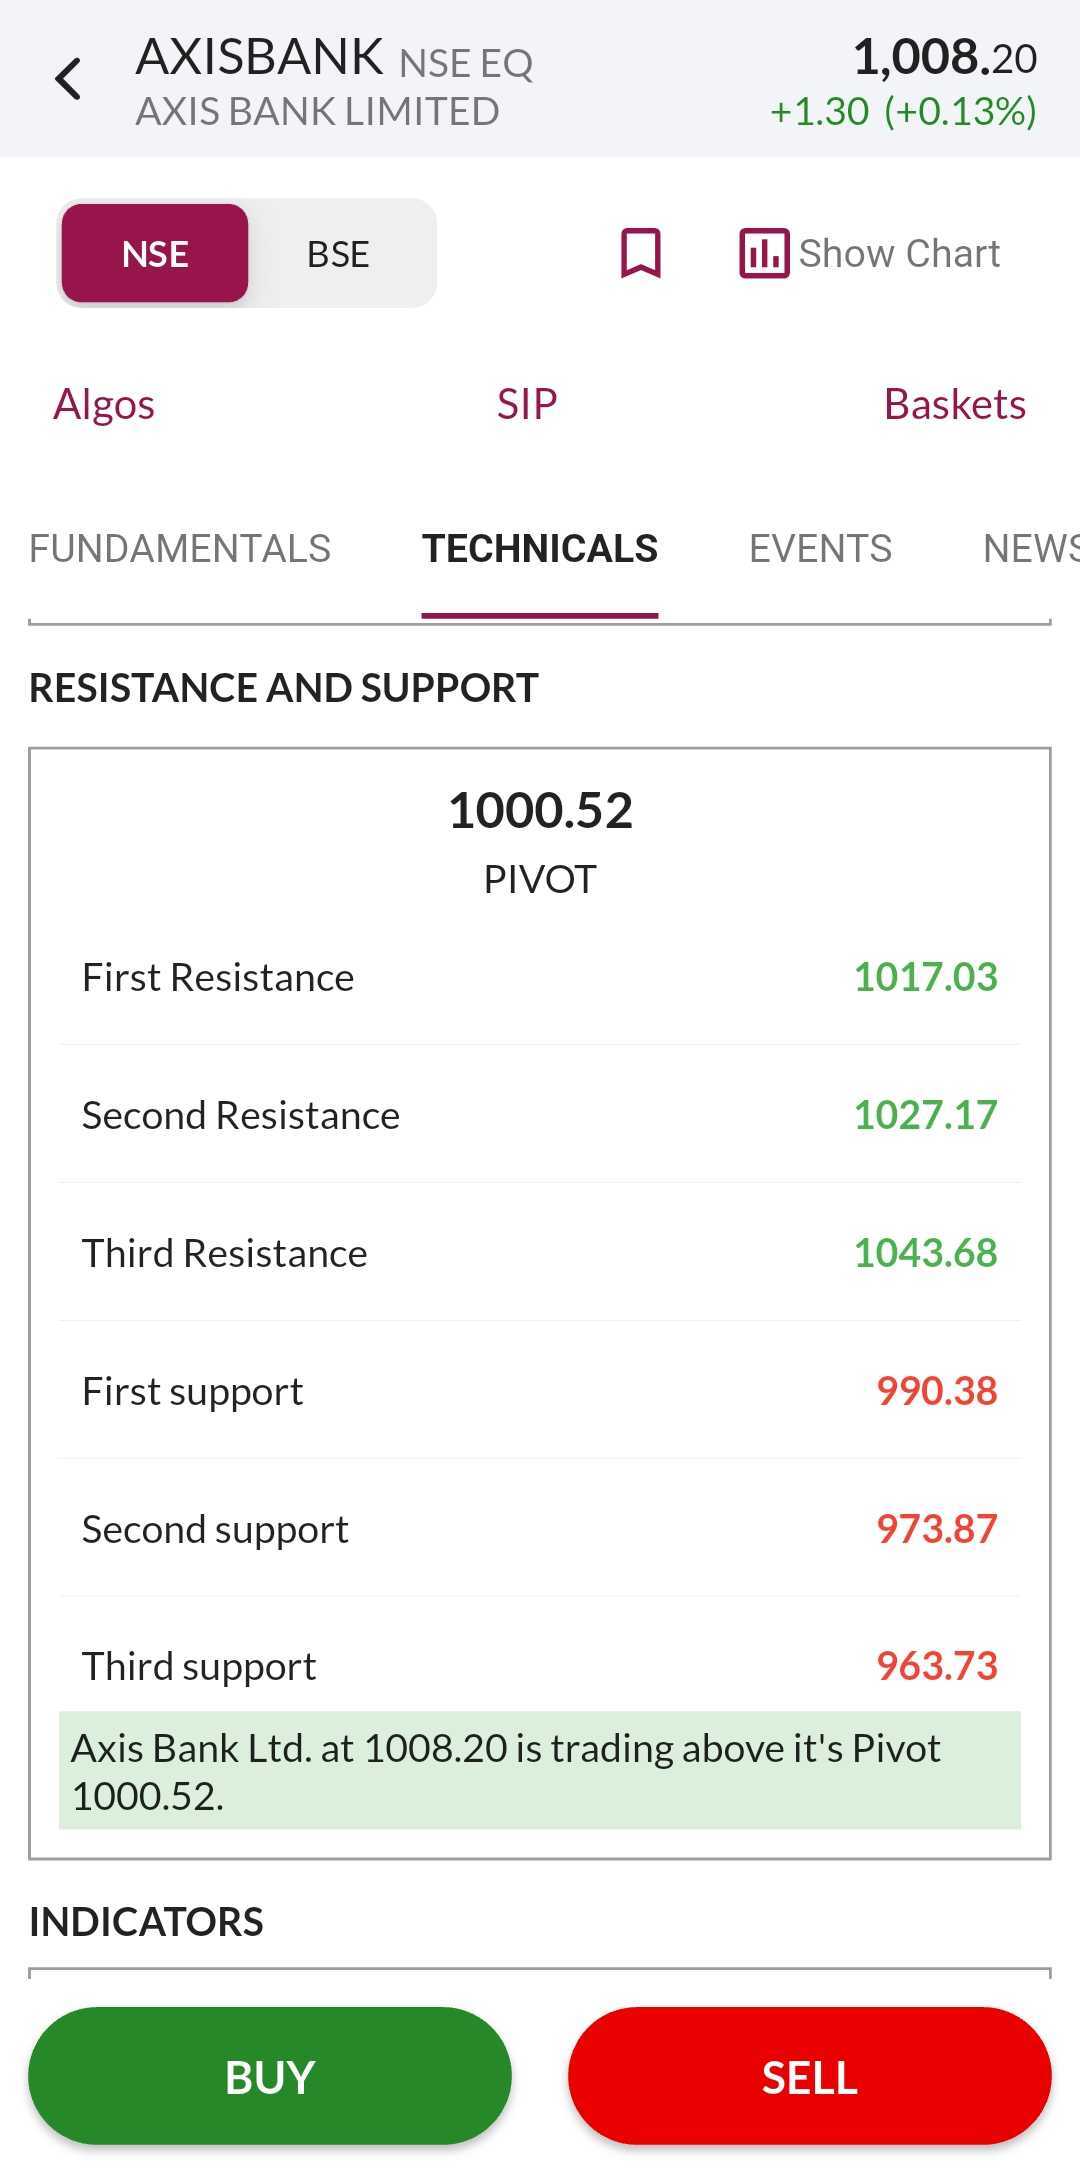 AXISBANK NSE EQ 1,008.20
AXIS BANK LIMITED +1.30 (+0.13%)
NSE BSE Show Chart
Algos SIP Baskets
FUNDAMENTALS TECHNICALS EVENTS NEWS
RESISTANCE AND SUPPORT
1000.52
PIVOT
First Resistance 1017.03
Second Resistance 1027.17
Third Resistance 1043.68
First support 990.38
Second support 973.87
Third support 963.73
Axis Bank Ltd. at 1008.20 is trading above it's Pivot
1000.52.
INDICATORS
BUY SELL